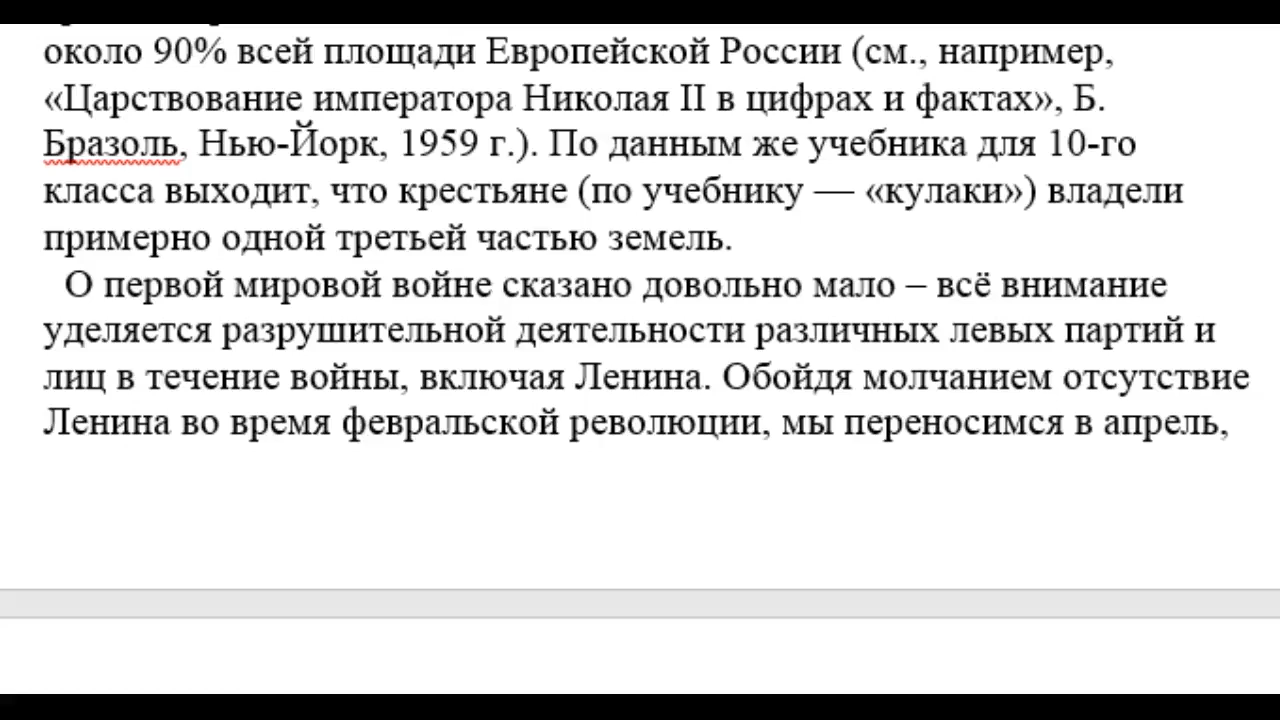 около 90% всей площади Европейской России (см., например,
«Царствование императора Николая II в цифрах и фактах», Б.
Бразоль, Нью-Йорк, 1959 г.). По данным же учебника для 10-го
класса выходит, что крестьяне (по учебнику — «кулаки») владели
примерно одной третьей частью земель.
О первой мировой войне сказано довольно мало – всё внимание
уделяется разрушительной деятельности различных левых партий и
лиц в течение войны, включая Ленина. Обойдя молчанием отсутствие
Ленина во время февральской революции, мы переносимся в апрель,